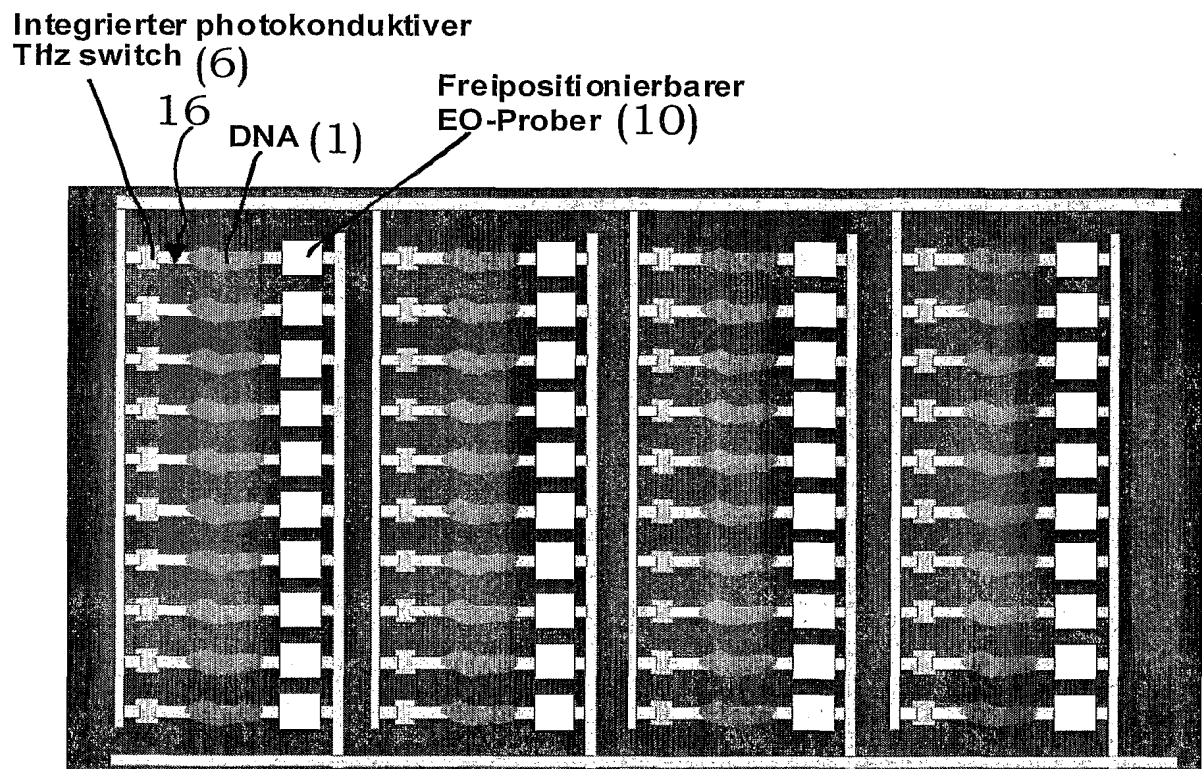 Integrierter photokonduktiver
THz switch (6)
16
DNA (1)
Freipositionierbarer
EO-Prober (10)